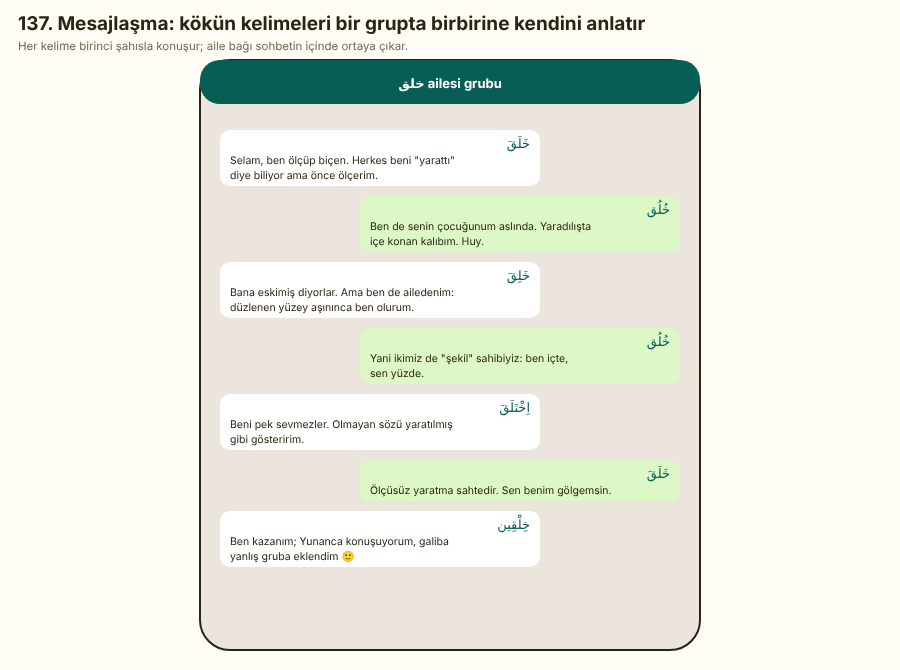 137. Mesajlaşma: kökün kelimeleri bir grupta birbirine kendini anlatır
Her kelime birinci şahısla konuşur; aile bağı sohbetin içinde ortaya çıkar.
خلق ailesi grubu
خَلَقَ
Selam, ben ölçüp biçen. Herkes beni "yarattı"
diye biliyor ama önce ölçerim.
خُلُق
Ben de senin çocuğunum aslında. Yaradılışta
içe konan kalıbım. Huy.
خَلِقَ
Bana eskimiş diyorlar. Ama ben de ailedenim:
düzlenen yüzey aşınınca ben olurum.
خُلُق
Yani ikimiz de "şekil" sahibiyiz: ben içte,
sen yüzde.
اِخْتَلَقَ
Beni pek sevmezler. Olmayan sözü yaratılmış
gibi gösteririm.
خَلَقَ
Ölçüsüz yaratma sahtedir. Sen benim gölgemsin.
خِلْقِين
Ben kazanım; Yunanca konuşuyorum, galiba
yanlış gruba eklendim 🙂